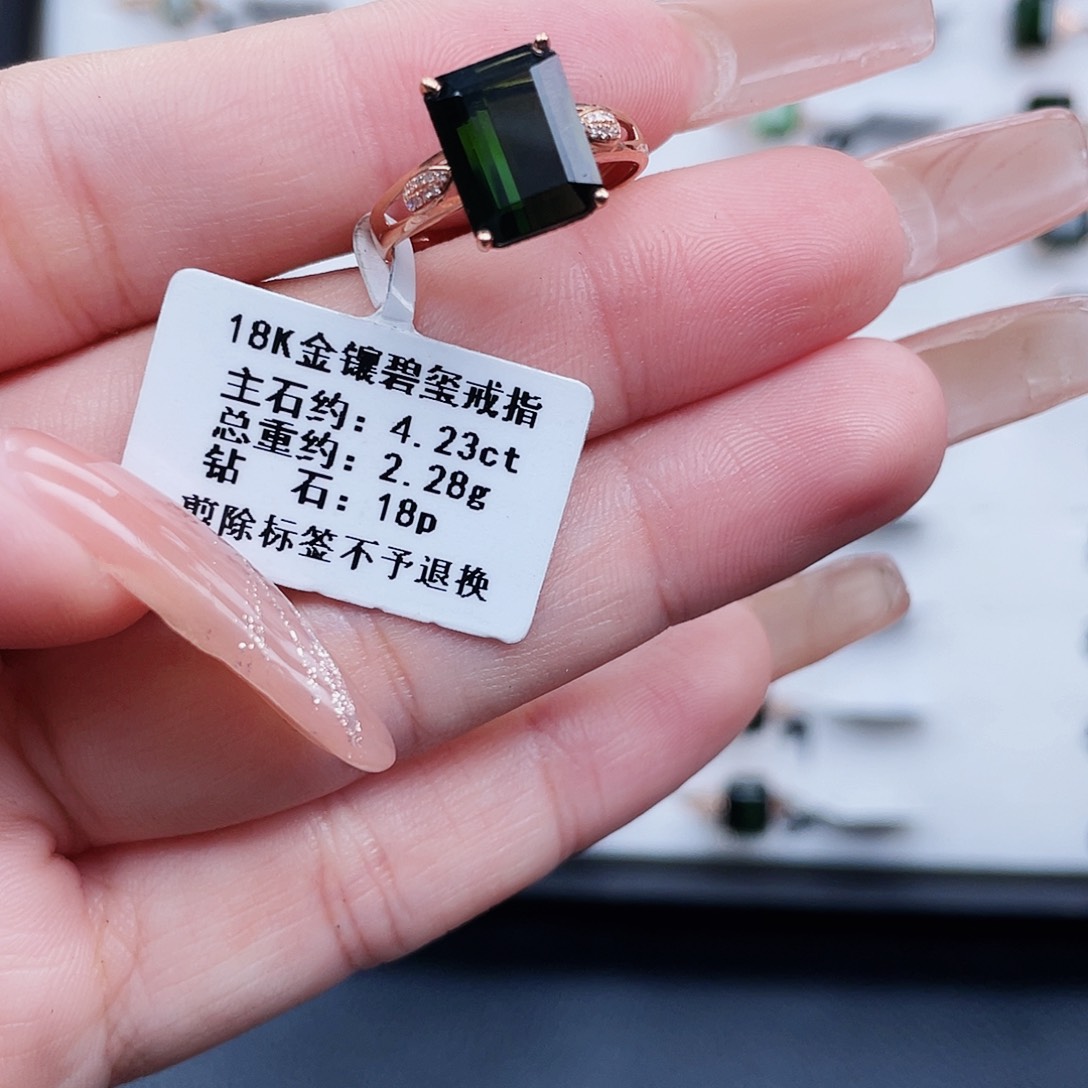 18K金镶碧玺戒指
主石约: 4.23ct
总重约: 2.28g
钻 石: 18p
剪除标签不予退换